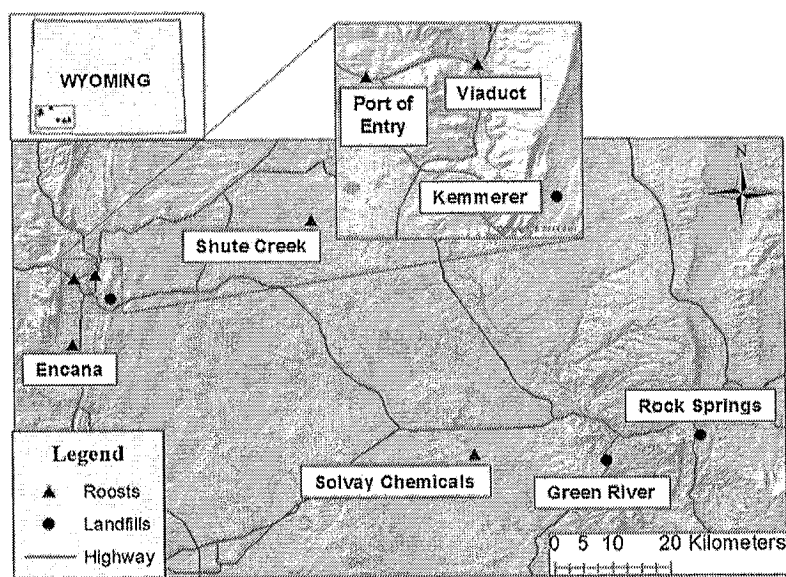 WYOMING
Port of
Entry
Viaduct
Kemmerer
N
Shute Creek
Encana
Rock Springs
Solvay Chemicals
Green River
Legend
Roosts
Landfills
Highway
0 5 10 20 Kilometers